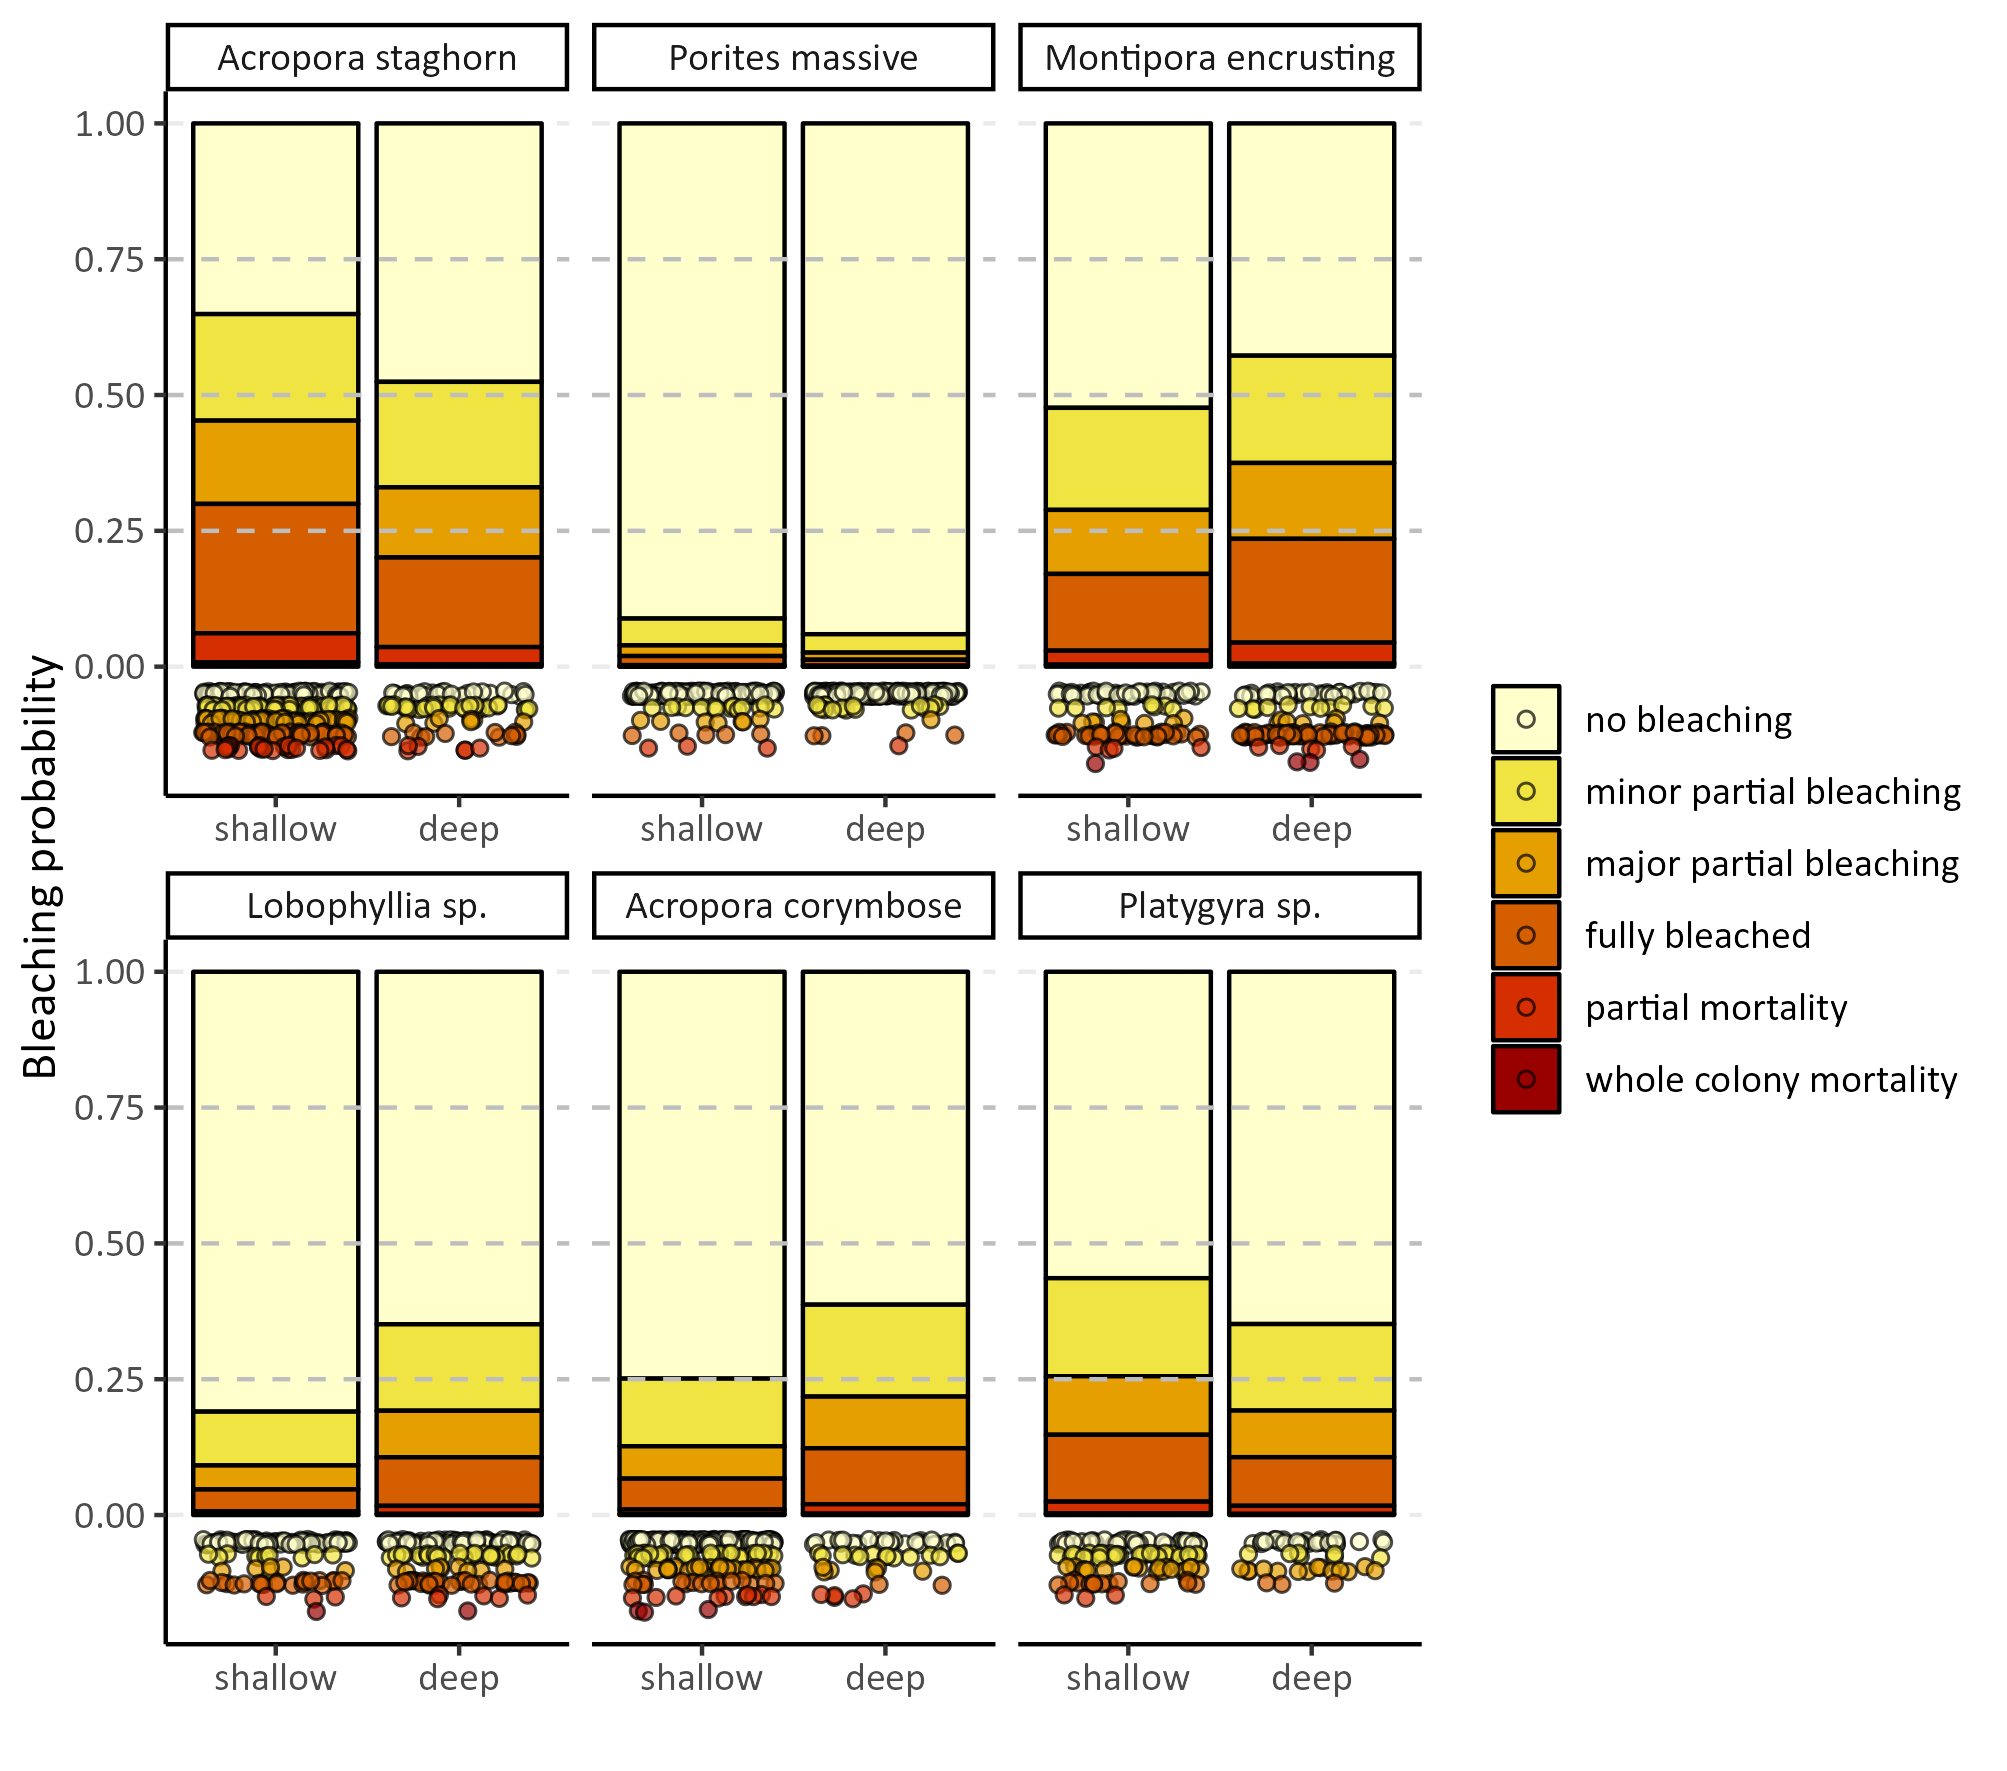 Acropora staghorn
Porites massive
Montipora encrusting
1.00
0.75
0.50
0.25
0.00
shallow
deep
shallow
deep
shallow
deep
Bleaching probability
Lobophyllia sp.
Acropora corymbose
Platygyra sp.
1.00
0.75
0.50
0.25
0.00
shallow
deep
shallow
deep
shallow
deep
no bleaching
minor partial bleaching
major partial bleaching
fully bleached
partial mortality
whole colony mortality